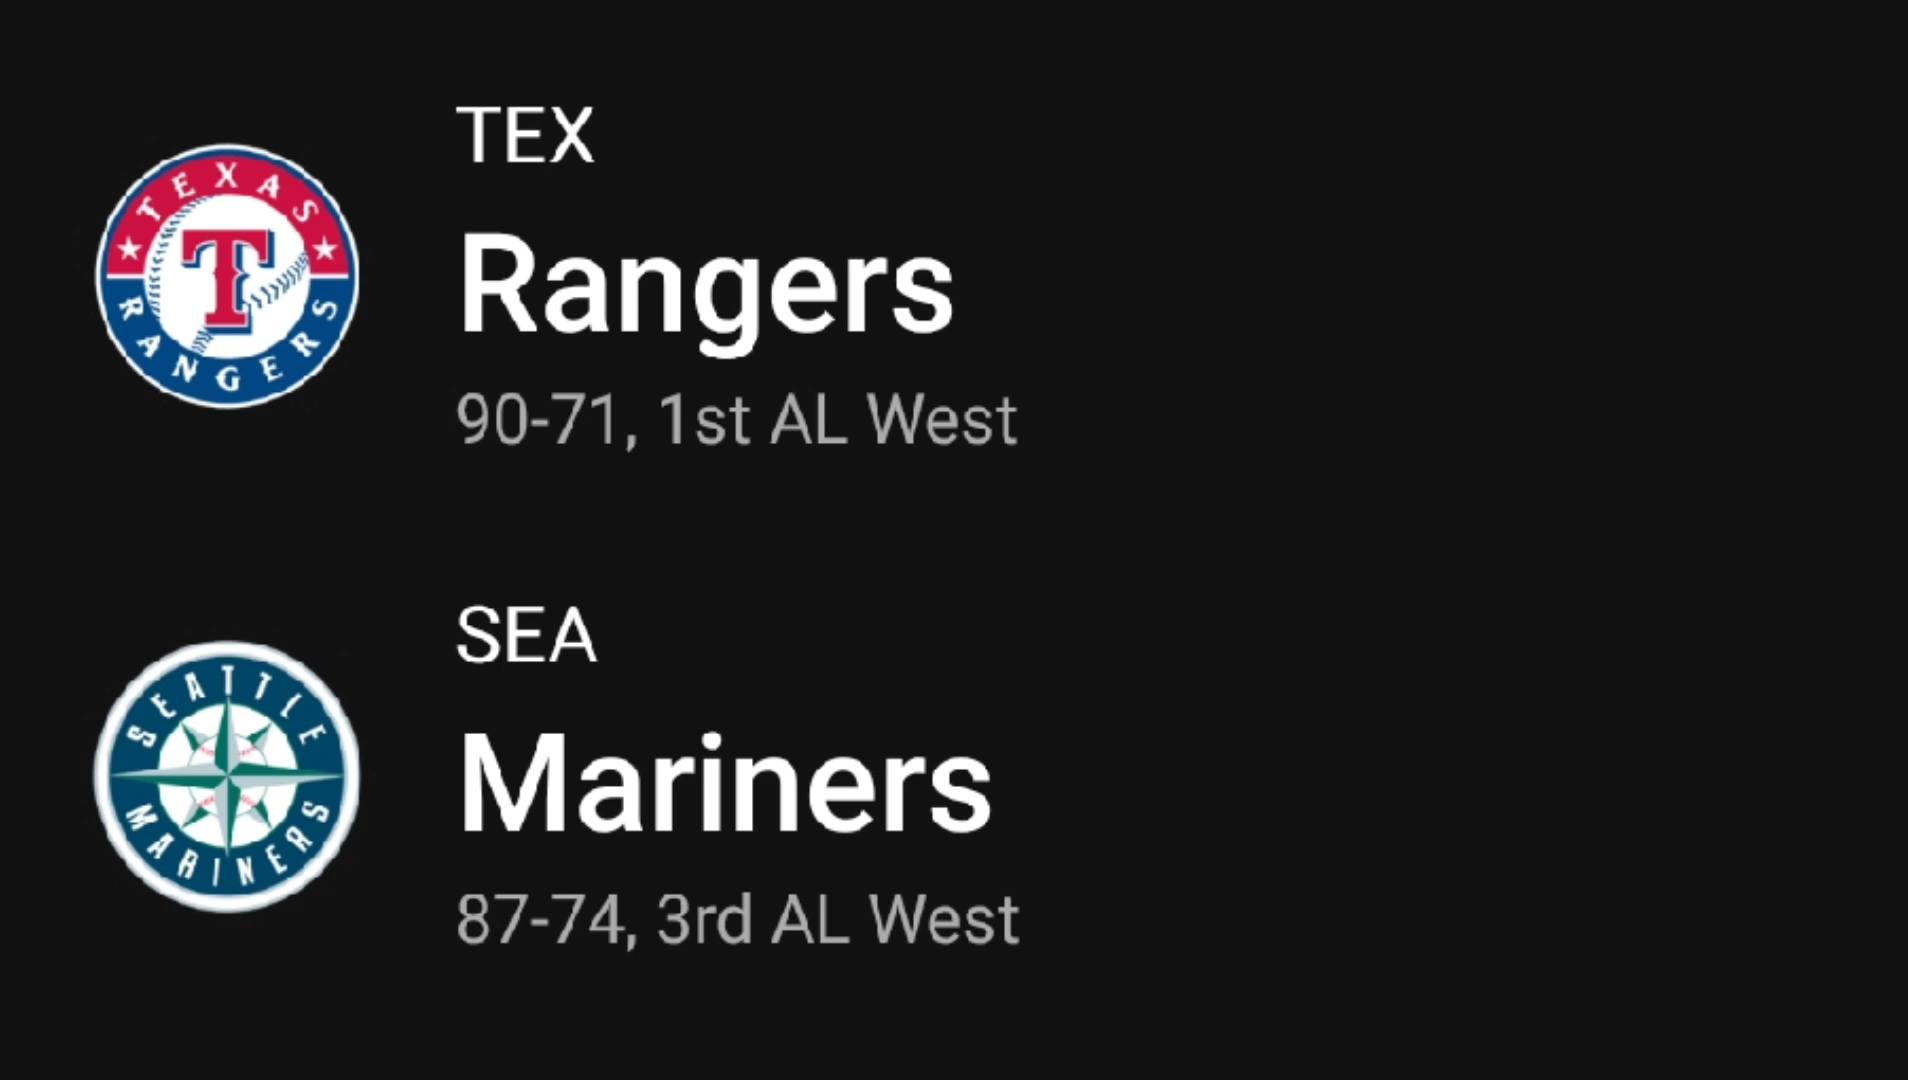 TEXAS
RANGERS
T
TEX
Rangers
90-71, 1st AL West
SEATTLE
MARINERS
SEA
Mariners
87-74, 3rd AL West